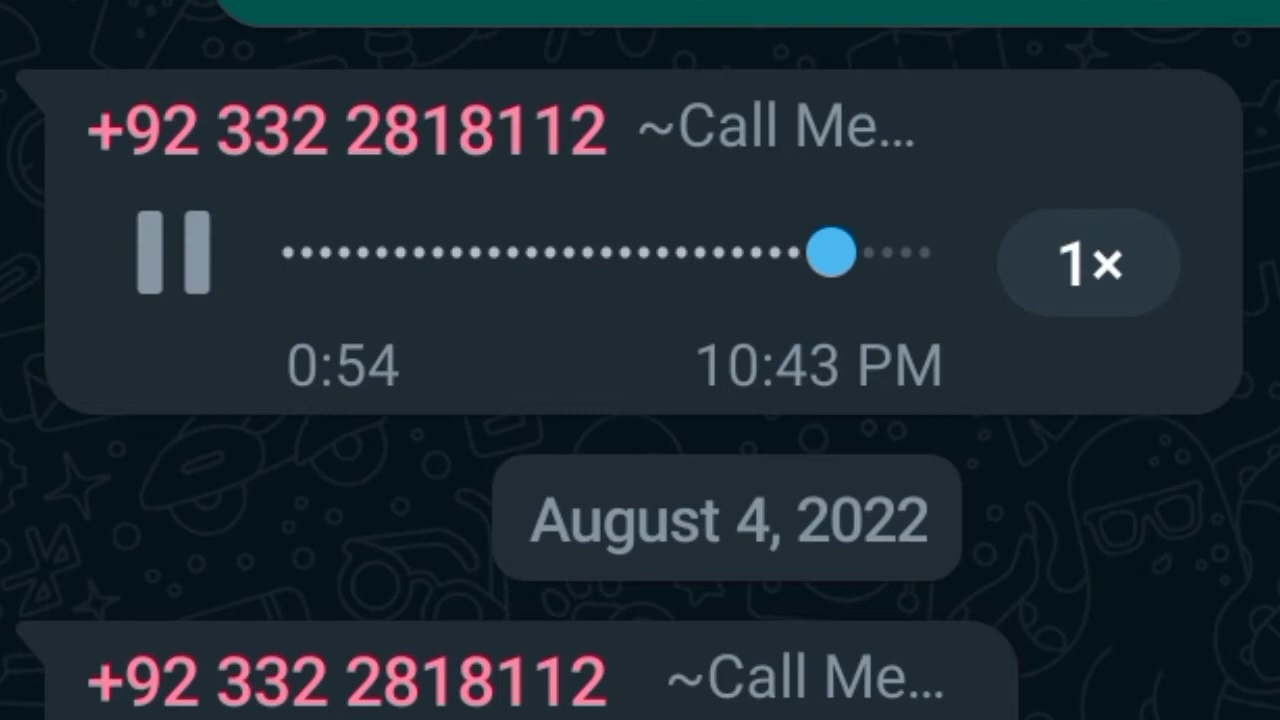 +92 332 2818112 ~Call Me...
1×
0:54 10:43 PM
August 4, 2022
+92 332 2818112 ~Call Me...